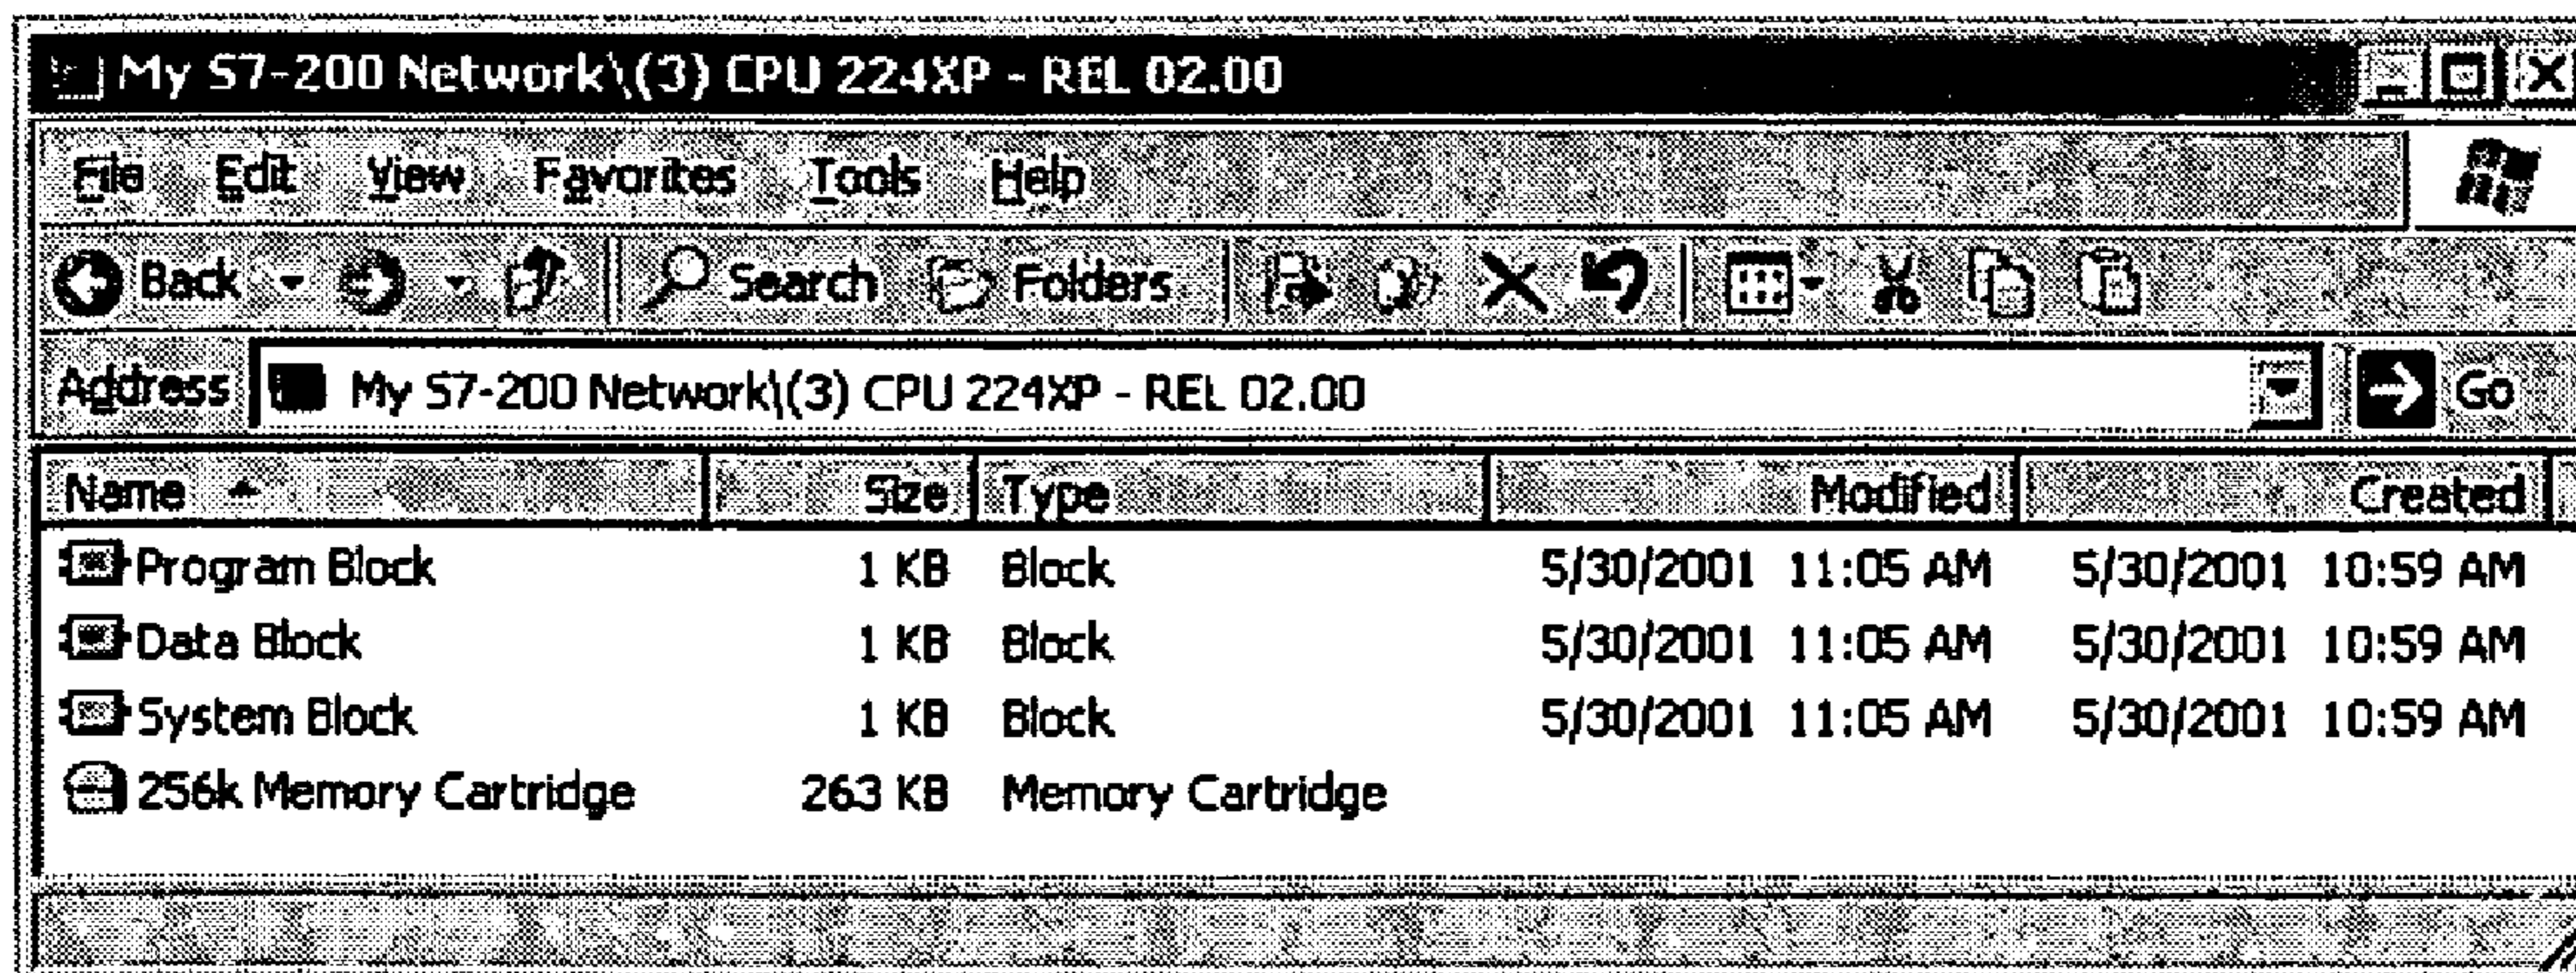 My S7-200 Network\(3) CPU 224XP - REL 02.00
File Edit View Favorites Tools Help
Back Search Folders
Address My S7-200 Network\(3) CPU 224XP - REL 02.00 Go
Name Size Type Modified Created
Program Block 1 KB Block 5/30/2001 11:05 AM 5/30/2001 10:59 AM
Data Block 1 KB Block 5/30/2001 11:05 AM 5/30/2001 10:59 AM
System Block 1 KB Block 5/30/2001 11:05 AM 5/30/2001 10:59 AM
256k Memory Cartridge 263 KB Memory Cartridge